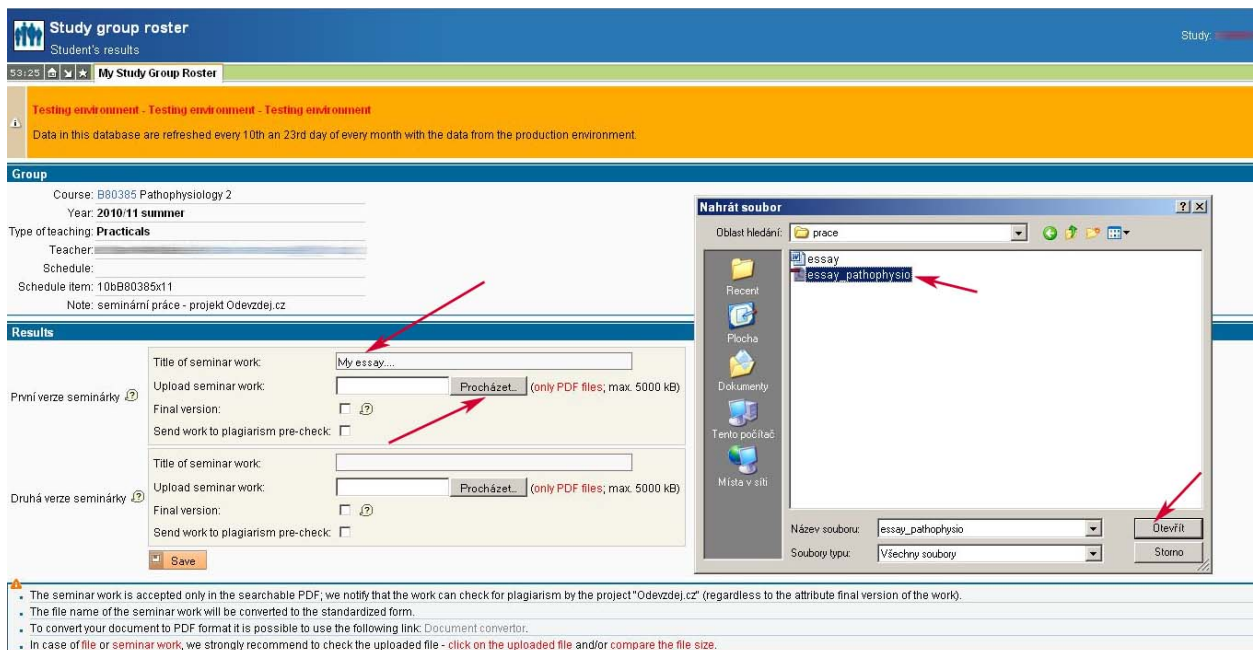 Study group roster
Student's results
Study:
53:25 My Study Group Roster
Testing environment - Testing environment - Testing environment
Data in this database are refreshed every 10th an 23rd day of every month with the data from the production environment.
Group
Course: B80385 Pathophysiology 2
Year: 2010/11 summer
Type of teaching: Practicals
Teacher:
Schedule:
Schedule item: 10bB80385x11
Note: seminární práce - projekt Odevzdej.cz
Results
První verze seminárky
Title of seminar work: My essay....
Upload seminar work: Procházet... (only PDF files; max. 5000 kB)
Final version:
Send work to plagiarism pre-check:
Druhá verze seminárky
Title of seminar work:
Upload seminar work: Procházet... (only PDF files; max. 5000 kB)
Final version:
Send work to plagiarism pre-check:
Save
Nahrát soubor
Oblast hledání: prace
Recent
Plocha
Dokumenty
Tento počítač
Místa v síti
essay
essay_pathophysio
Název souboru: essay_pathophysio Otevřít
Soubory typu: Všechny soubory Storno
The seminar work is accepted only in the searchable PDF; we notify that the work can check for plagiarism by the project "Odevzdej.cz" (regardless to the attribute final version of the work).
The file name of the seminar work will be converted to the standardized form.
To convert your document to PDF format it is possible to use the following link: Document convertor.
In case of file or seminar work, we strongly recommend to check the uploaded file - click on the uploaded file and/or compare the file size.